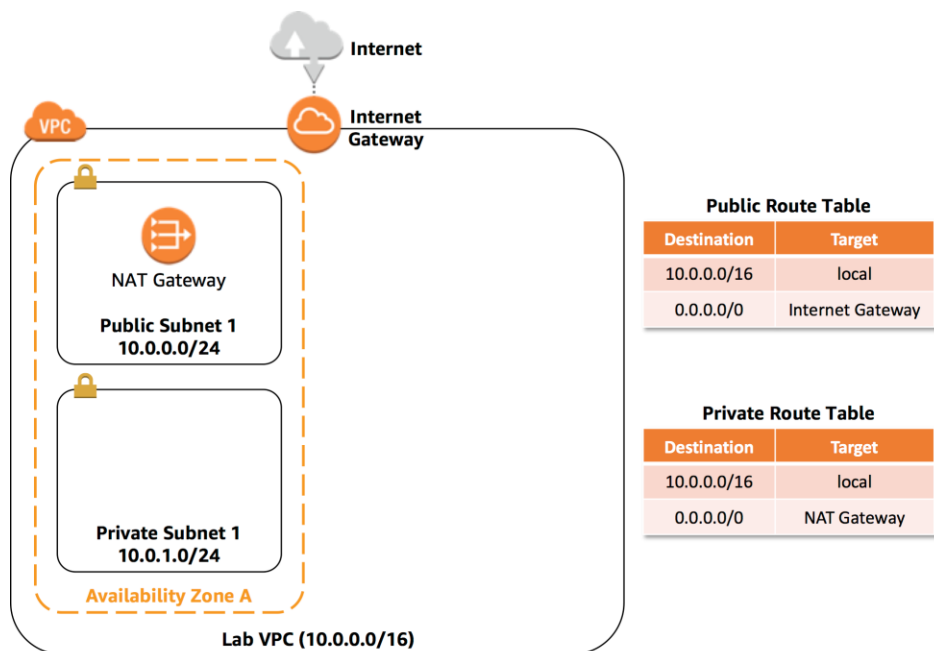 Internet
Internet
Gateway
VPC
NAT Gateway
Public Subnet 1
10.0.0.0/24
Private Subnet 1
10.0.1.0/24
Availability Zone A
Lab VPC (10.0.0.0/16)
Public Route Table
Destination Target
10.0.0.0/16 local
0.0.0.0/0 Internet Gateway
Private Route Table
Destination Target
10.0.0.0/16 local
0.0.0.0/0 NAT Gateway